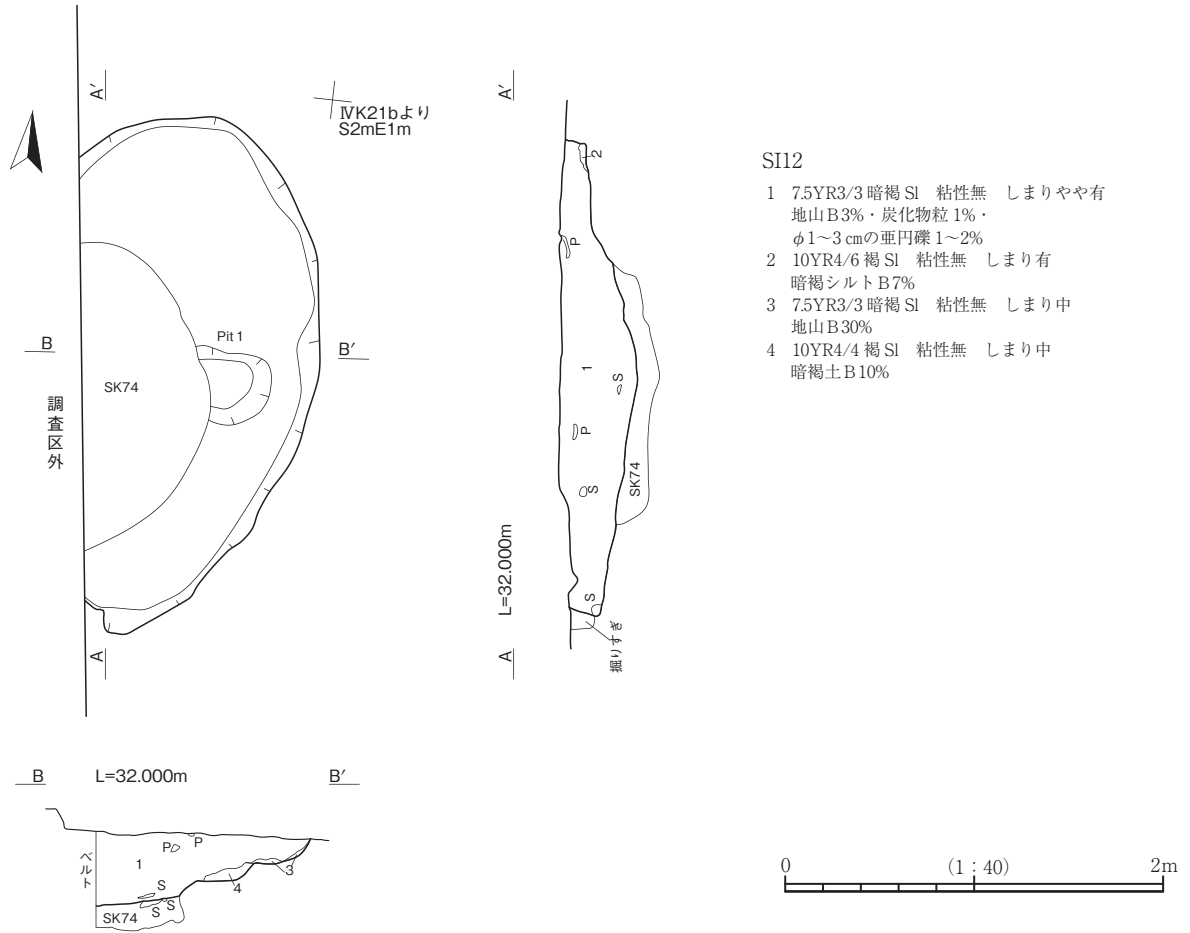 A′
ⅣK21bより
S2mE1m
Pit 1
B
B′
SK74
調査区外
A
A′
2
P
1
S
P
S
SK74
S
L=32.000m
A
掘りすぎ
SI12
1 7.5YR3/3 暗褐 Sl 粘性無 しまりやや有
地山B3%・炭化物粒 1%・
φ1～3 ㎝の亜円礫 1～2%
2 10YR4/6 褐 Sl 粘性無 しまり有
暗褐シルトB7%
3 7.5YR3/3 暗褐 Sl 粘性無 しまり中
地山B30%
4 10YR4/4 褐 Sl 粘性無 しまり中
暗褐土B10%
B L=32.000m B′
ベルト
P
P
1
3
4
S
S
S
SK74
0 (1：40) 2m